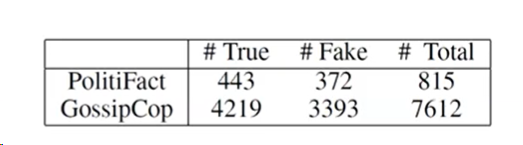 # True # Fake # Total
PolitiFact 443 372 815
GossipCop 4219 3393 7612